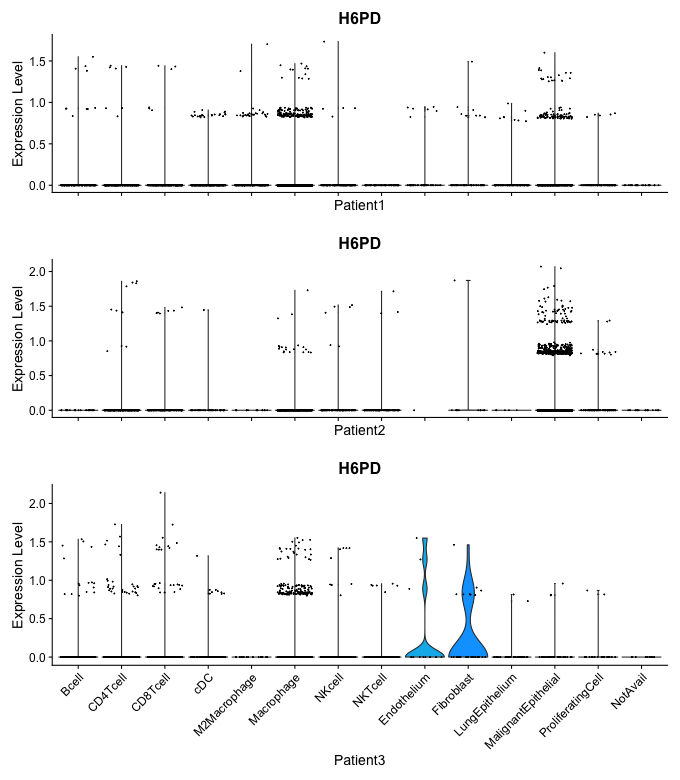 H6PD
Expression Level
1.5
1.0
0.5
0.0
Patient1
H6PD
Expression Level
2.0
1.5
1.0
0.5
0.0
Patient2
H6PD
Expression Level
2.0
1.5
1.0
0.5
0.0
Bcell
CD4Tcell
CD8Tcell
cDC
M2Macrophage
Macrophage
NKcell
NKTcell
Endothelium
Fibroblast
LungEpithelium
MalignantEpithelial
ProliferatingCell
NotAvail
Patient3